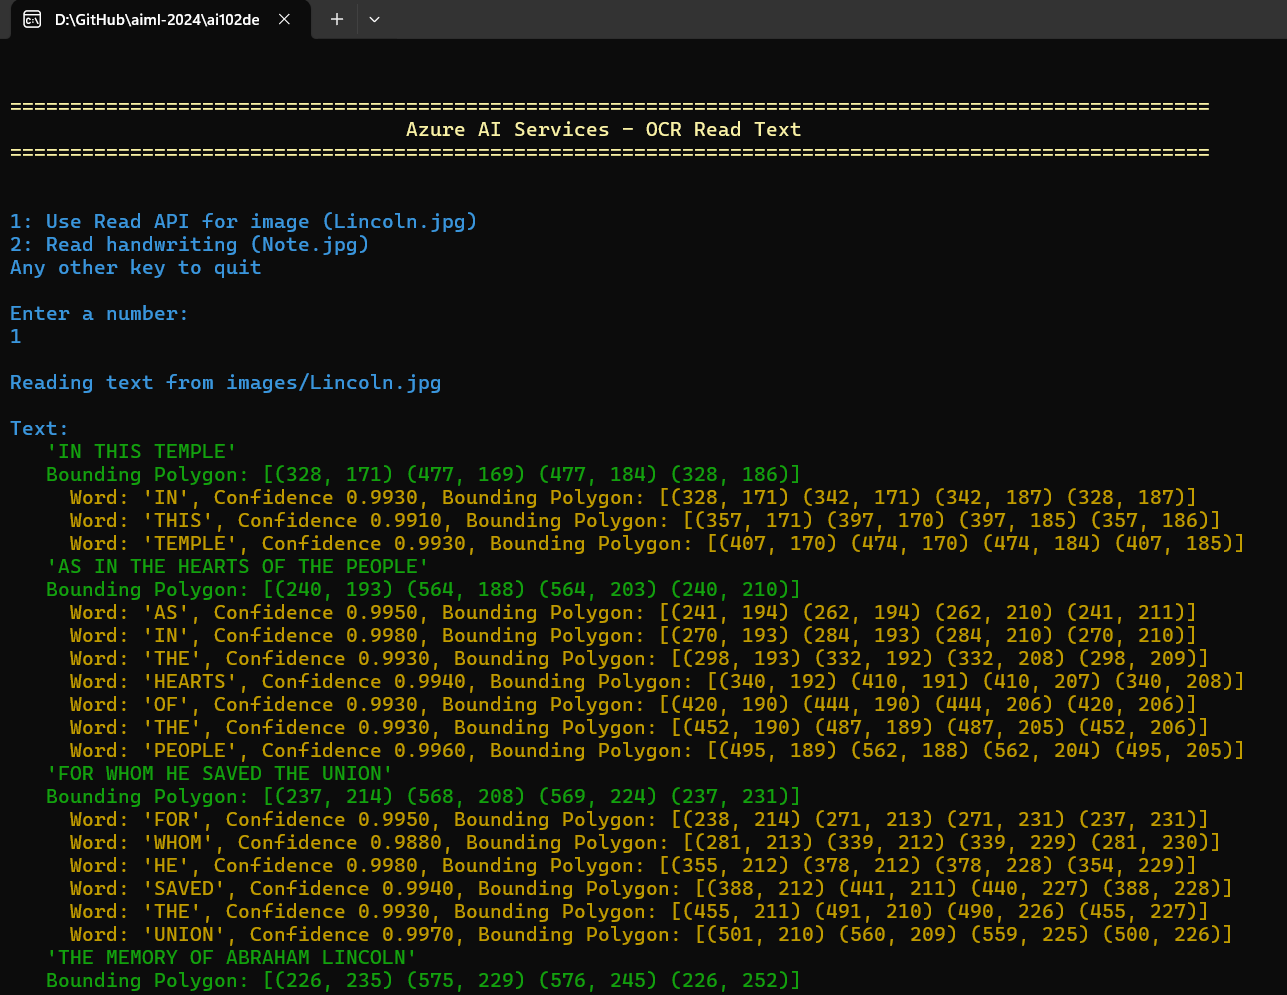 D:\GitHub\aiml-2024\ai102de
====================================================================================================
Azure AI Services - OCR Read Text
====================================================================================================
1: Use Read API for image (Lincoln.jpg)
2: Read handwriting (Note.jpg)
Any other key to quit
Enter a number:
1
Reading text from images/Lincoln.jpg
Text:
'IN THIS TEMPLE'
Bounding Polygon: [(328, 171) (477, 169) (477, 184) (328, 186)]
Word: 'IN', Confidence 0.9930, Bounding Polygon: [(328, 171) (342, 171) (342, 187) (328, 187)]
Word: 'THIS', Confidence 0.9910, Bounding Polygon: [(357, 171) (397, 170) (397, 185) (357, 186)]
Word: 'TEMPLE', Confidence 0.9930, Bounding Polygon: [(407, 170) (474, 170) (474, 184) (407, 185)]
'AS IN THE HEARTS OF THE PEOPLE'
Bounding Polygon: [(240, 193) (564, 188) (564, 203) (240, 210)]
Word: 'AS', Confidence 0.9950, Bounding Polygon: [(241, 194) (262, 194) (262, 210) (241, 211)]
Word: 'IN', Confidence 0.9980, Bounding Polygon: [(270, 193) (284, 193) (284, 210) (270, 210)]
Word: 'THE', Confidence 0.9930, Bounding Polygon: [(298, 193) (332, 192) (332, 208) (298, 209)]
Word: 'HEARTS', Confidence 0.9940, Bounding Polygon: [(340, 192) (410, 191) (410, 207) (340, 208)]
Word: 'OF', Confidence 0.9930, Bounding Polygon: [(420, 190) (444, 190) (444, 206) (420, 206)]
Word: 'THE', Confidence 0.9930, Bounding Polygon: [(452, 190) (487, 189) (487, 205) (452, 206)]
Word: 'PEOPLE', Confidence 0.9960, Bounding Polygon: [(495, 189) (562, 188) (562, 204) (495, 205)]
'FOR WHOM HE SAVED THE UNION'
Bounding Polygon: [(237, 214) (568, 208) (569, 224) (237, 231)]
Word: 'FOR', Confidence 0.9950, Bounding Polygon: [(238, 214) (271, 213) (271, 231) (237, 231)]
Word: 'WHOM', Confidence 0.9880, Bounding Polygon: [(281, 213) (339, 212) (339, 229) (281, 230)]
Word: 'HE', Confidence 0.9980, Bounding Polygon: [(355, 212) (378, 212) (378, 228) (354, 229)]
Word: 'SAVED', Confidence 0.9940, Bounding Polygon: [(388, 212) (441, 211) (440, 227) (388, 228)]
Word: 'THE', Confidence 0.9930, Bounding Polygon: [(455, 211) (491, 210) (490, 226) (455, 227)]
Word: 'UNION', Confidence 0.9970, Bounding Polygon: [(501, 210) (560, 209) (559, 225) (500, 226)]
'THE MEMORY OF ABRAHAM LINCOLN'
Bounding Polygon: [(226, 235) (575, 229) (576, 245) (226, 252)]